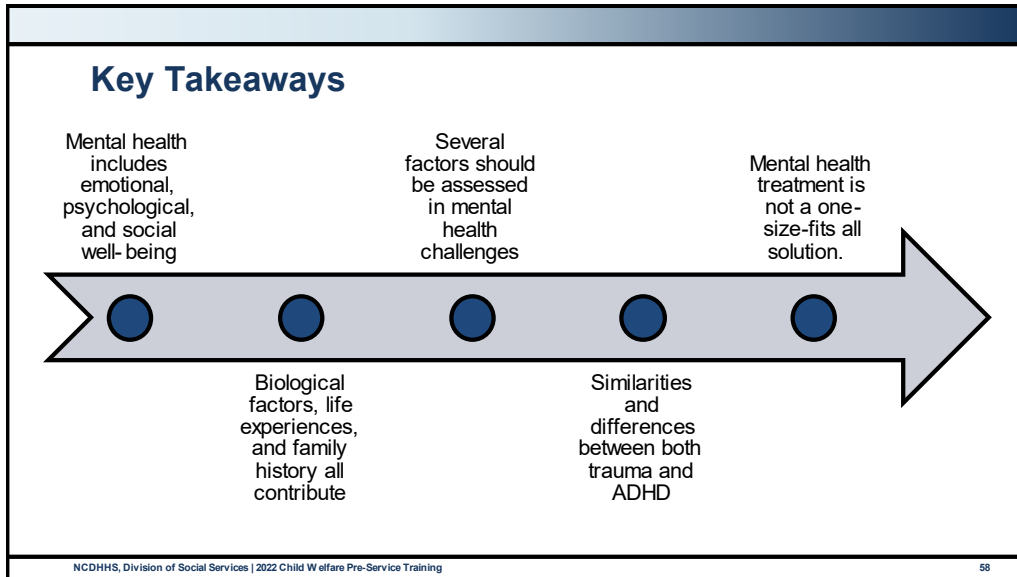 Key Takeaways
Mental health
includes
emotional,
psychological,
and social
well-being
Biological
factors, life
experiences,
and family
history all
contribute
Several
factors should
be assessed
in mental
health
challenges
Similarities
and
differences
between both
trauma and
ADHD
Mental health
treatment is
not a one-
size-fits all
solution.
NCDHHS, Division of Social Services | 2022 Child Welfare Pre-Service Training
58